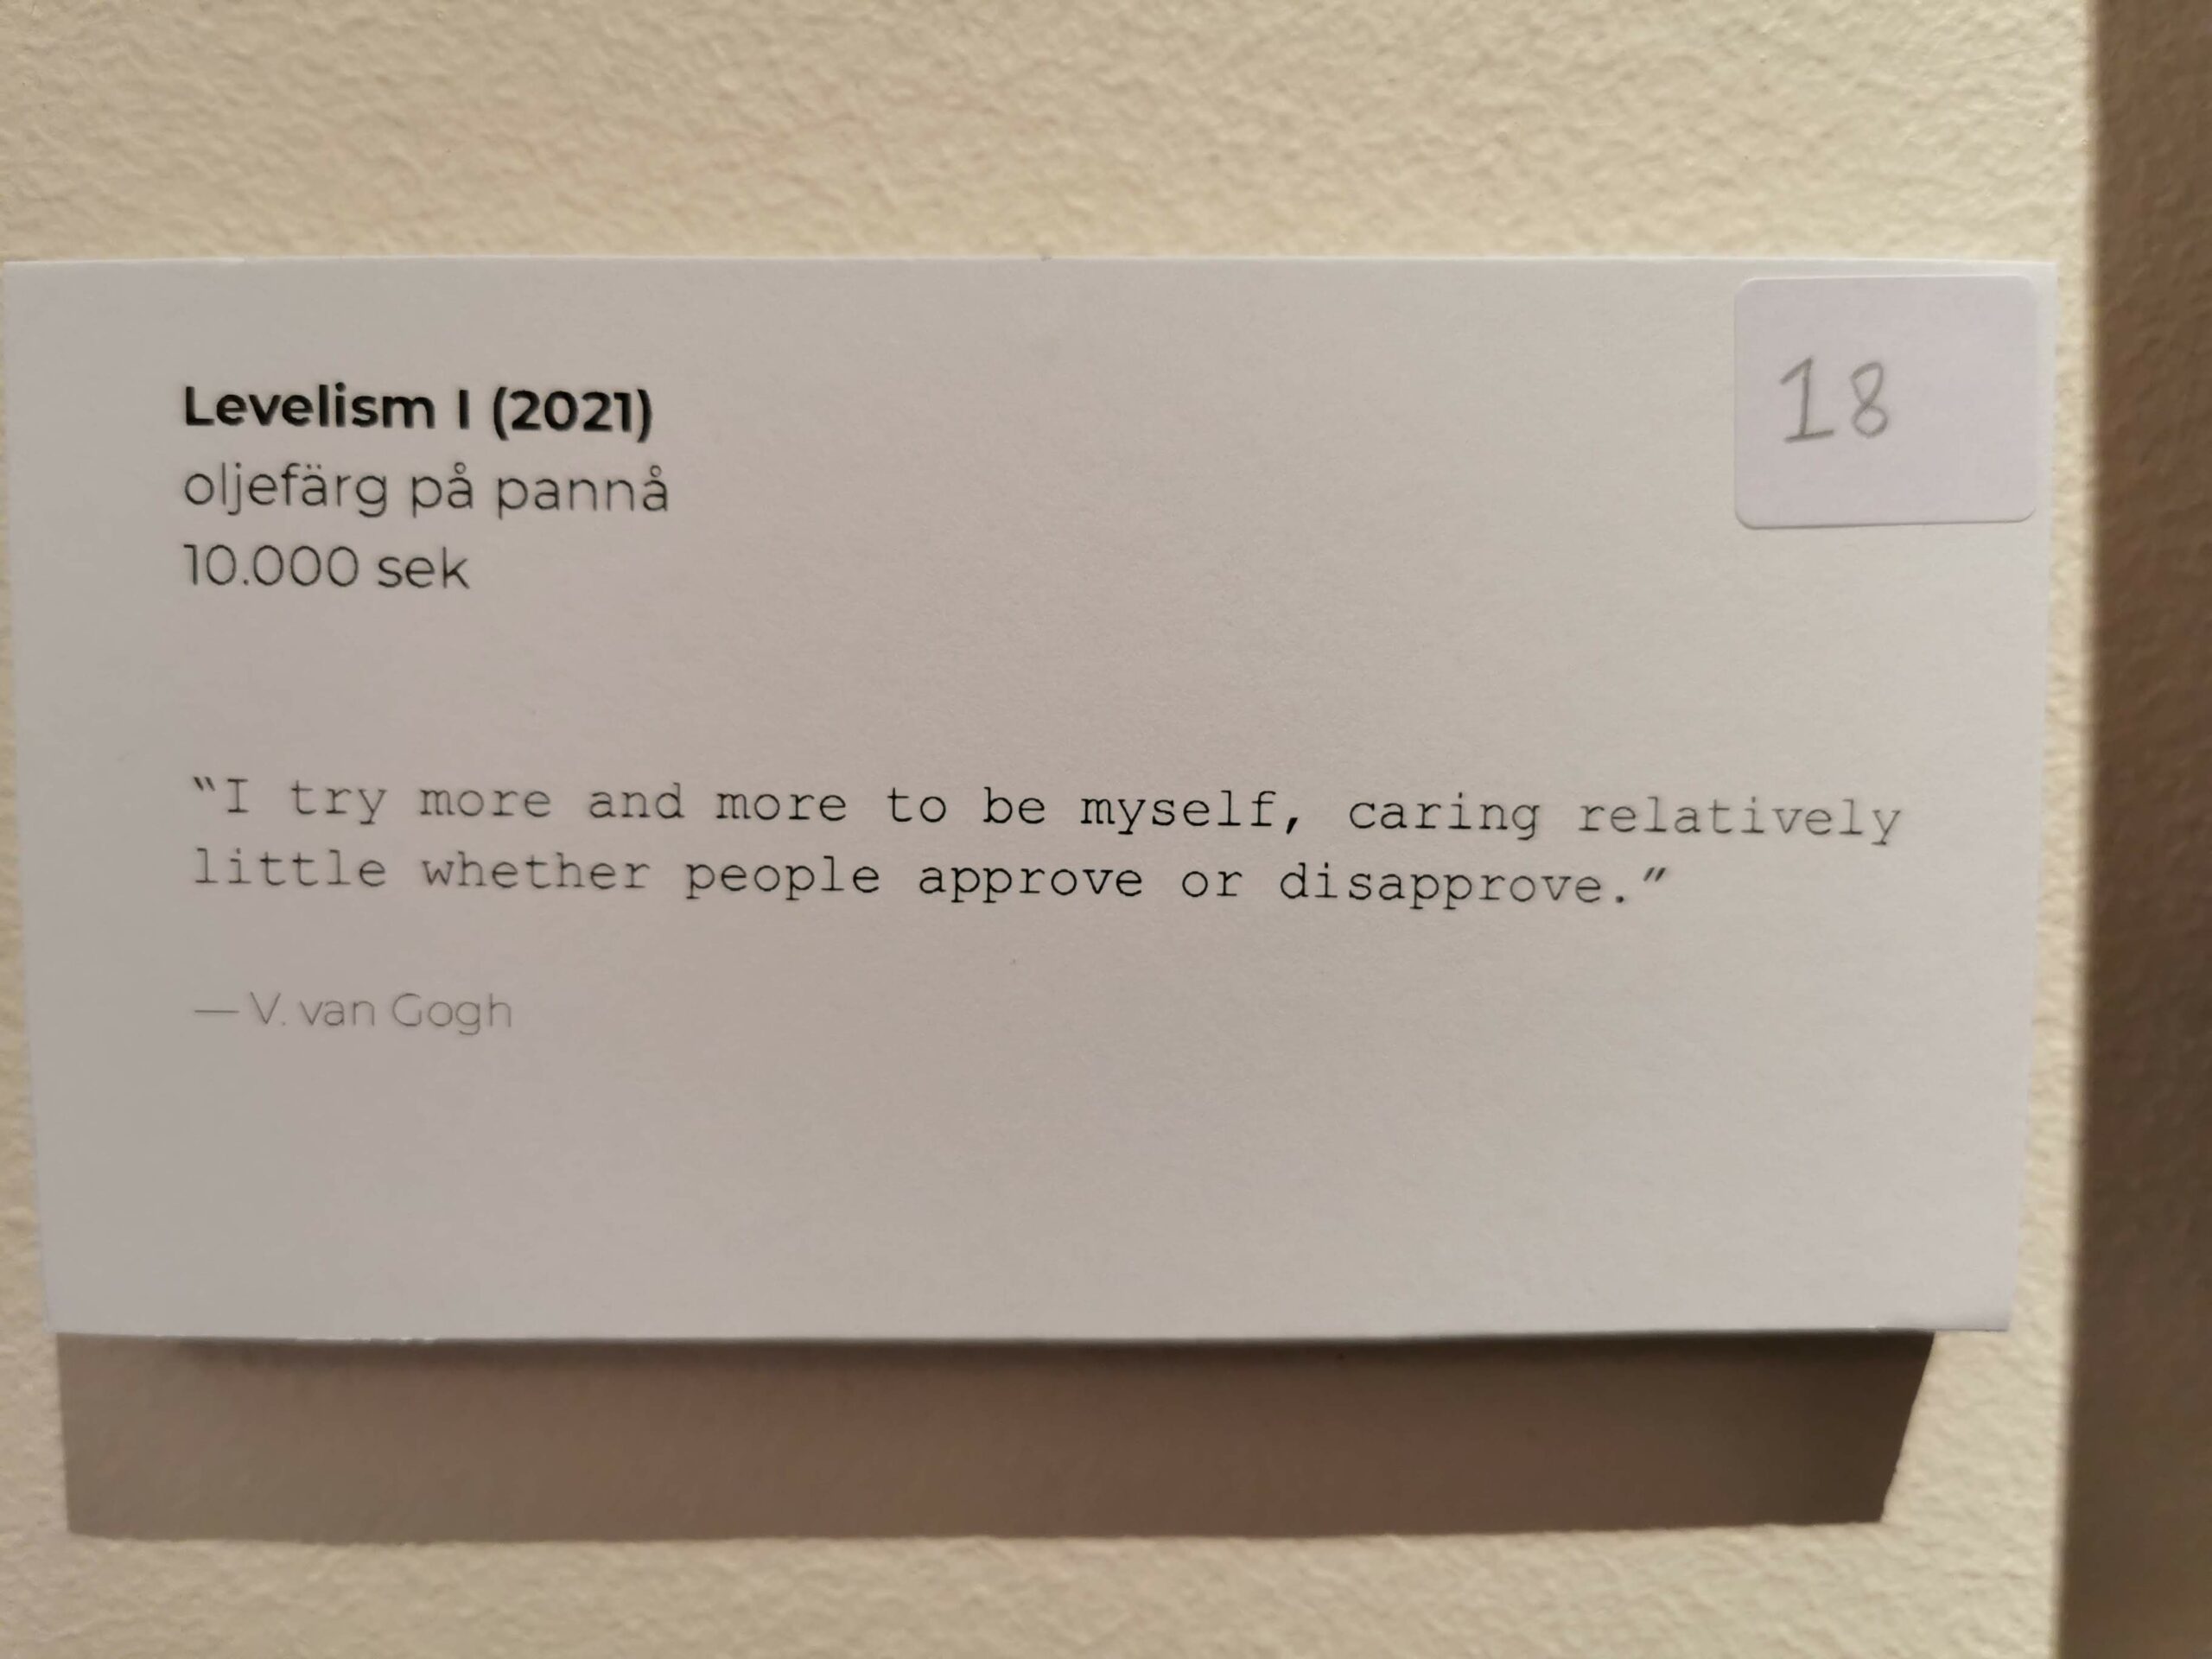 Levelism I (2021)
18
oljefärg på pannå
10.000 sek
“I try more and more to be myself, caring relatively
little whether people approve or disapprove.”
— V. van Gogh